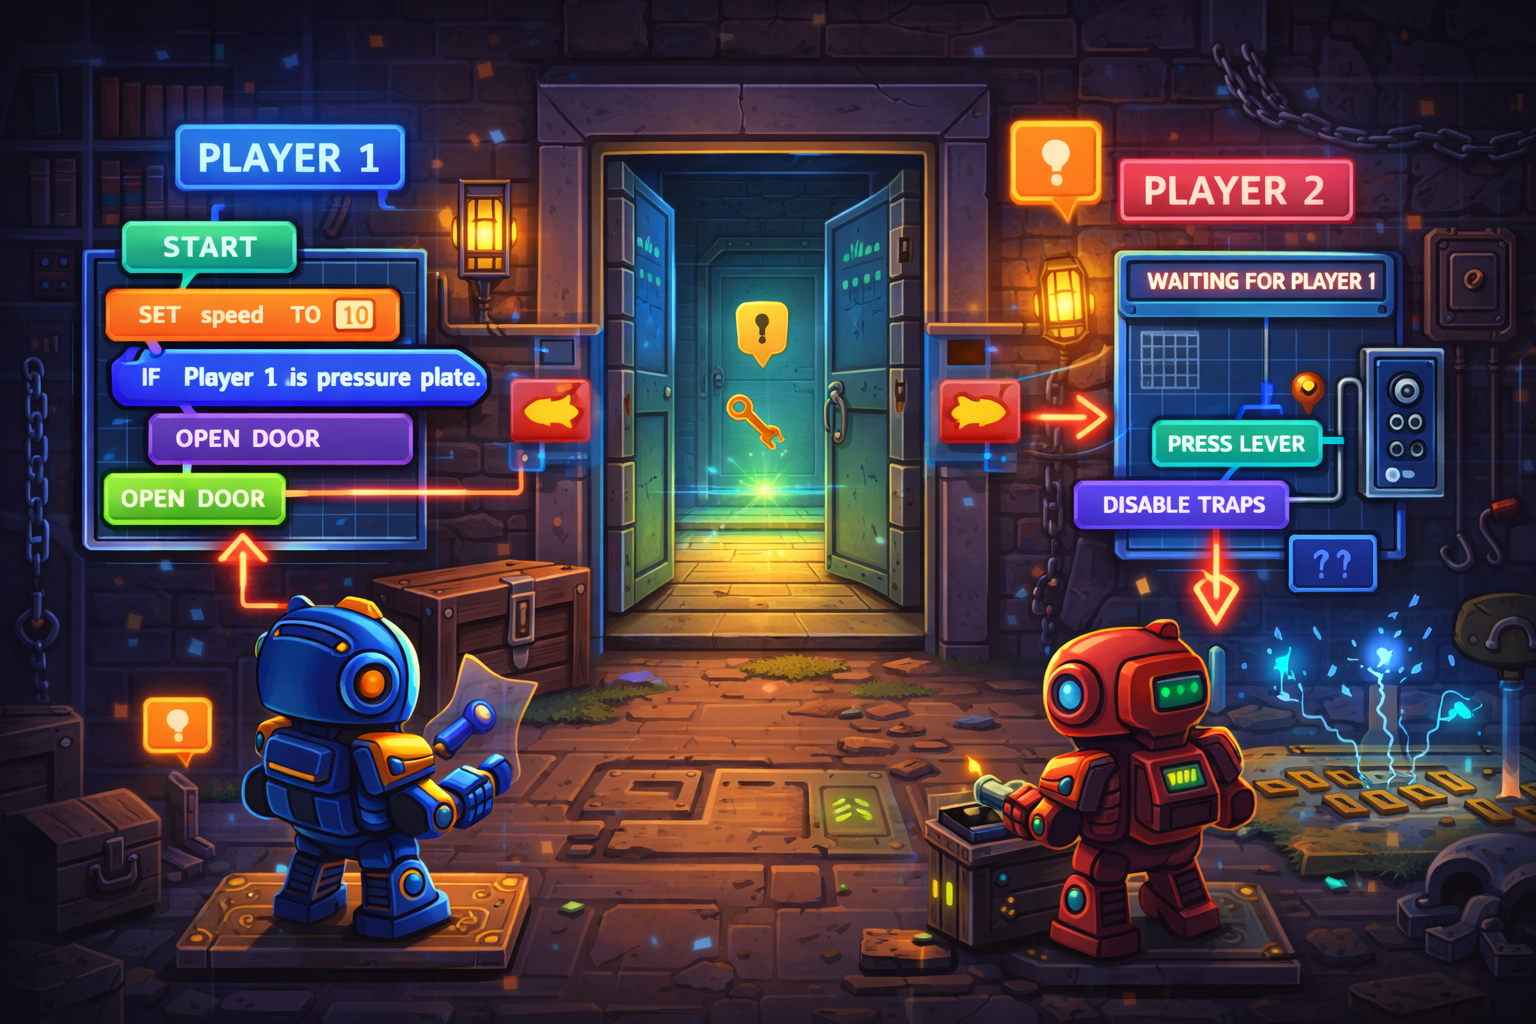 PLAYER 1
START
SET speed TO 10
IF Player 1 is pressure plate.
OPEN DOOR
OPEN DOOR
PLAYER 2
WAITING FOR PLAYER 1
PRESS LEVER
DISABLE TRAPS
??